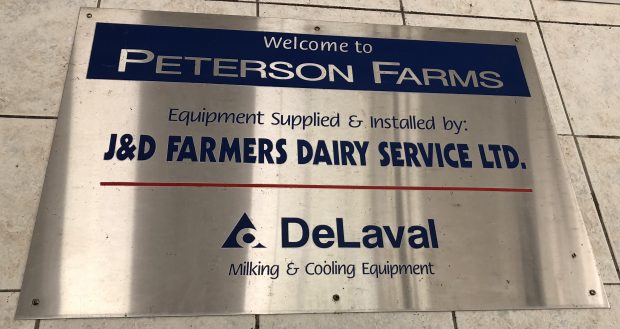 Welcome to
PETERSON FARMS
Equipment Supplied & Installed by:
J&D FARMERS DAIRY SERVICE LTD.
DeLaval
Milking & Cooling Equipment